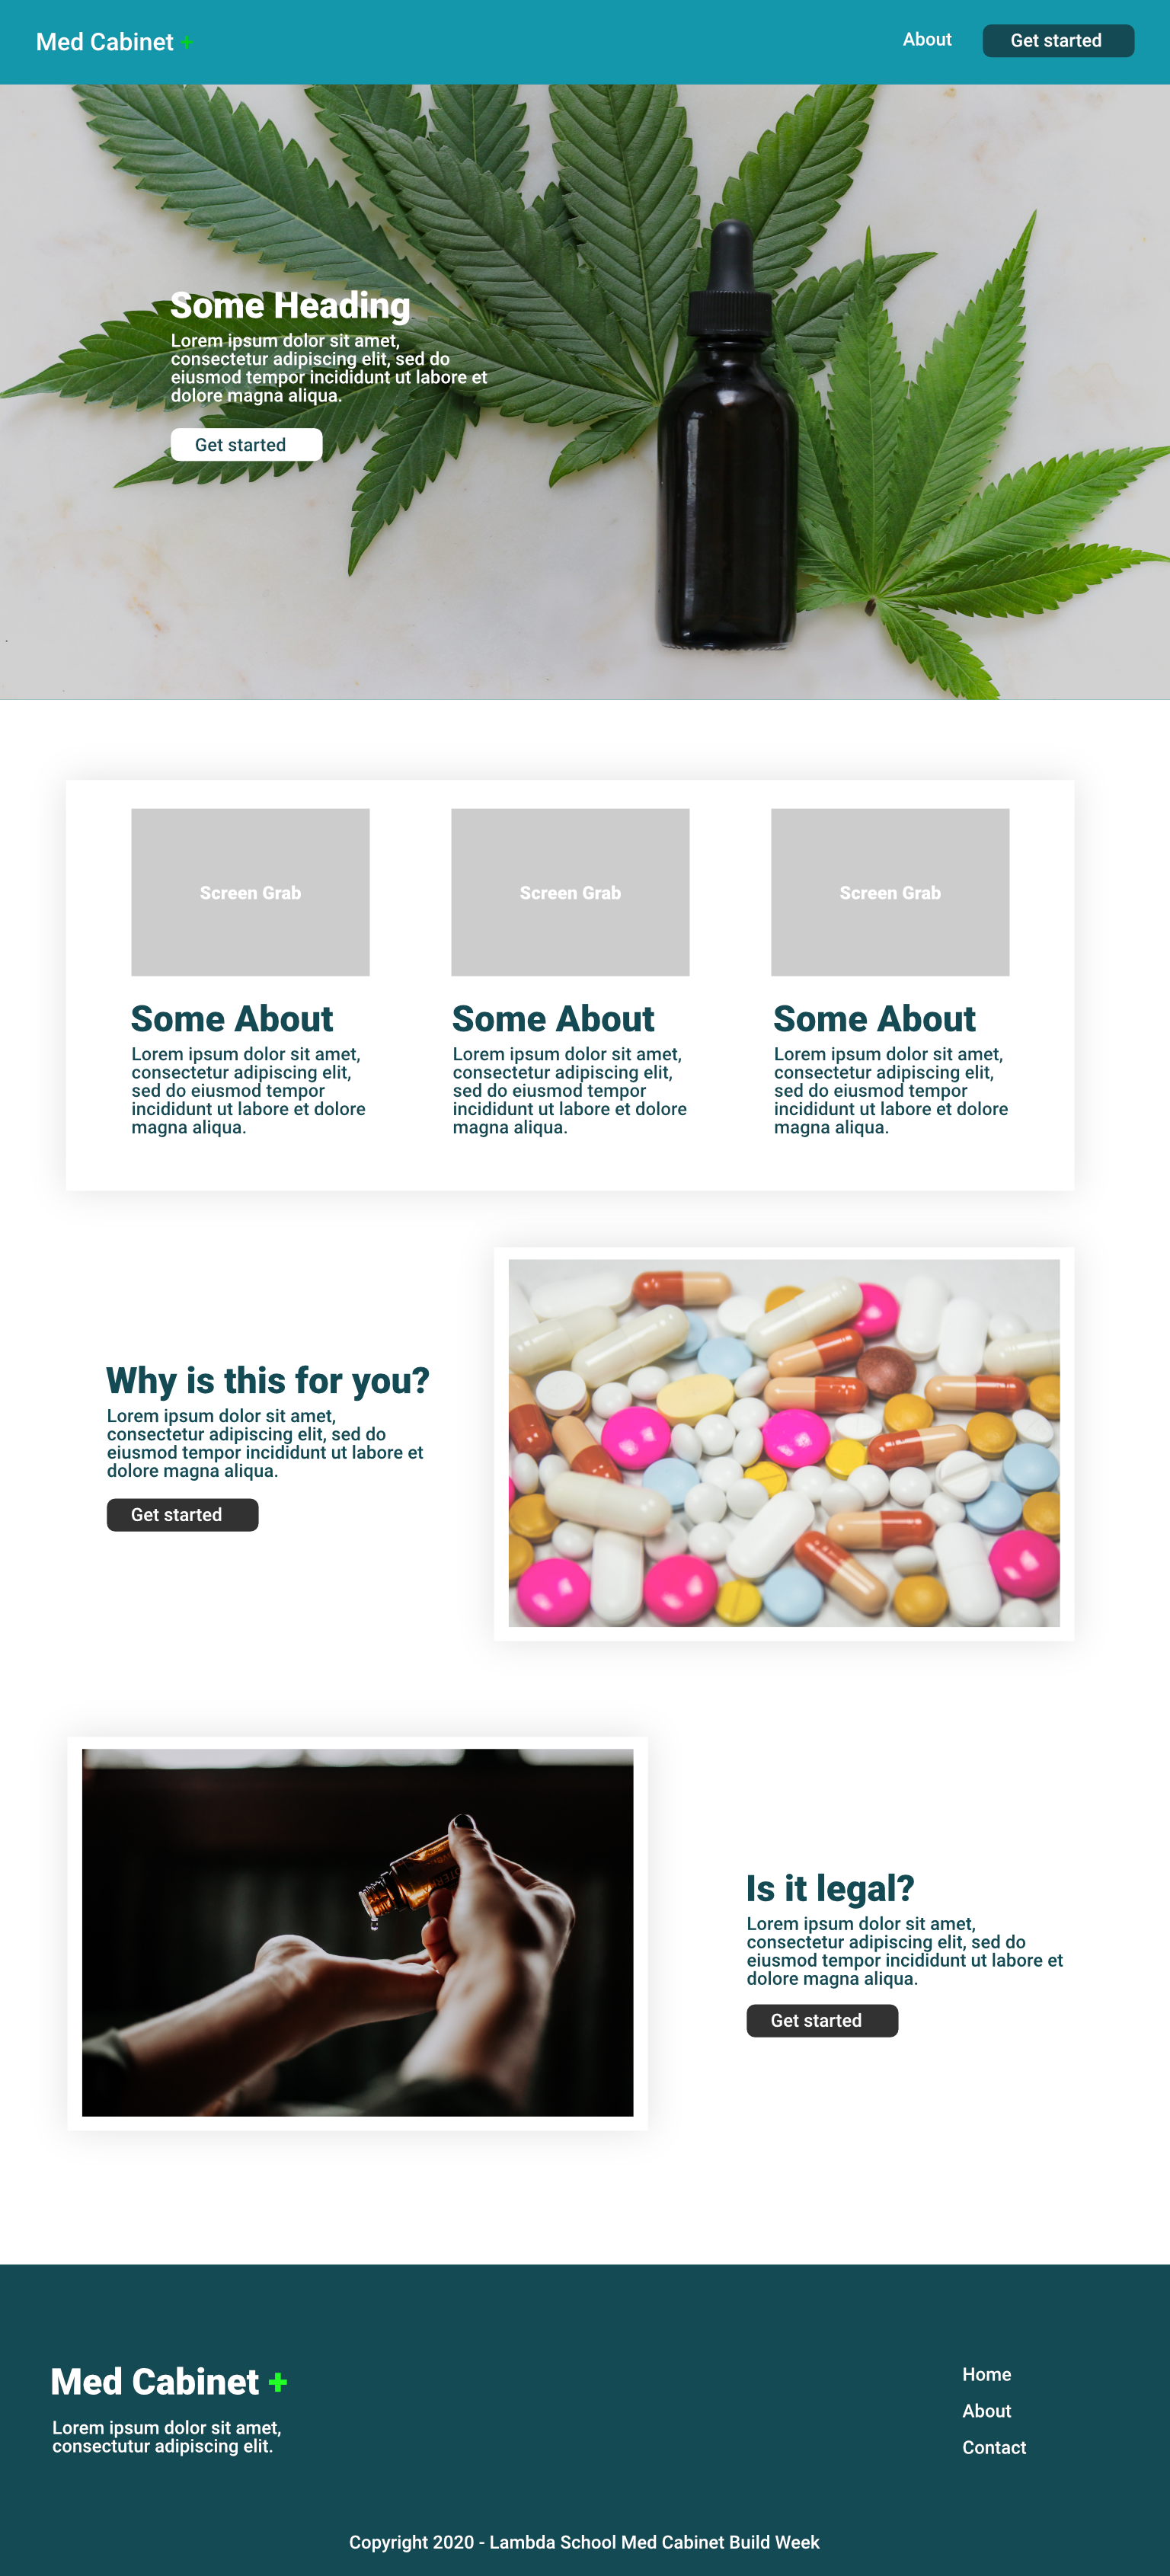 Med Cabinet +
About
Get started
Some Heading
Lorem ipsum dolor sit amet,
consectetur adipiscing elit, sed do
eiusmod tempor incididunt ut labore et
dolore magna aliqua.
Get started
Screen Grab
Screen Grab
Screen Grab
Some About
Lorem ipsum dolor sit amet,
consectetur adipiscing elit,
sed do eiusmod tempor
incididunt ut labore et dolore
magna aliqua.
Some About
Lorem ipsum dolor sit amet,
consectetur adipiscing elit,
sed do eiusmod tempor
incididunt ut labore et dolore
magna aliqua.
Some About
Lorem ipsum dolor sit amet,
consectetur adipiscing elit,
sed do eiusmod tempor
incididunt ut labore et dolore
magna aliqua.
Why is this for you?
Lorem ipsum dolor sit amet,
consectetur adipiscing elit, sed do
eiusmod tempor incididunt ut labore et
dolore magna aliqua.
Get started
Is it legal?
Lorem ipsum dolor sit amet,
consectetur adipiscing elit, sed do
eiusmod tempor incididunt ut labore et
dolore magna aliqua.
Get started
Med Cabinet +
Lorem ipsum dolor sit amet,
consectutur adipiscing elit.
Home
About
Contact
Copyright 2020 - Lambda School Med Cabinet Build Week